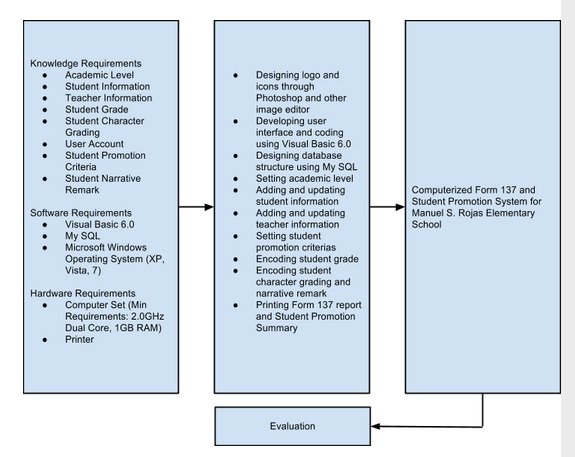 Knowledge Requirements
● Academic Level
● Student Information
● Teacher Information
● Student Grade
● Student Character
Grading
● User Account
● Student Promotion
Criteria
● Student Narrative
Remark
Software Requirements
● Visual Basic 6.0
● My SQL
● Microsoft Windows
Operating System (XP,
Vista, 7)
Hardware Requirements
● Computer Set (Min
Requirements: 2.0GHz
Dual Core, 1GB RAM)
● Printer
● Designing logo and
icons through
Photoshop and other
image editor
● Developing user
interface and coding
using Visual Basic 6.0
● Designing database
structure using My SQL
● Setting academic level
● Adding and updating
student information
● Adding and updating
teacher information
● Setting student
promotion criterias
● Encoding student grade
● Encoding student
character grading and
narrative remark
● Printing Form 137 report
and Student Promotion
Summary
Computerized Form 137 and
Student Promotion System for
Manuel S. Rojas Elementary
School
Evaluation